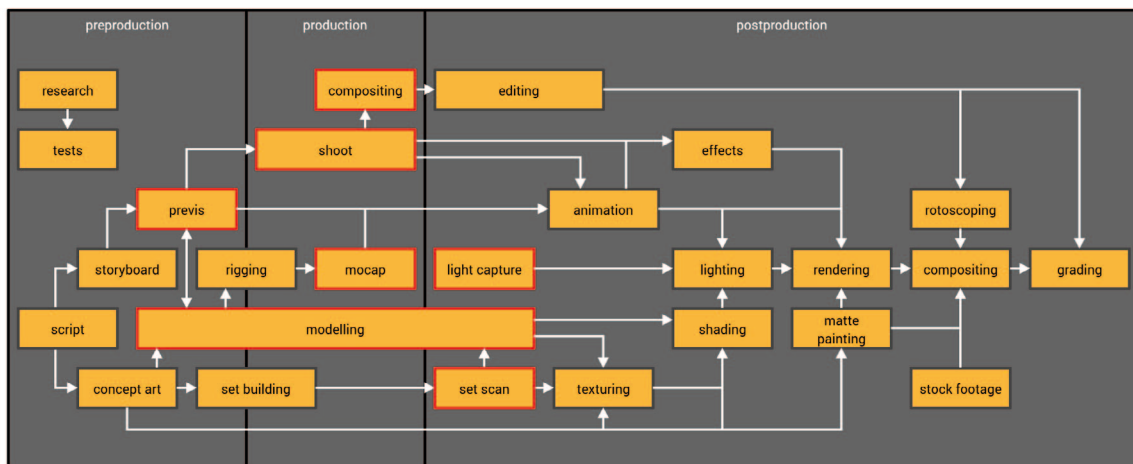 preproduction
production
postproduction
research
compositing
editing
tests
shoot
effects
previs
animation
rotoscoping
storyboard
rigging
mocap
light capture
lighting
rendering
compositing
grading
script
modelling
shading
matte
painting
concept art
set building
set scan
texturing
stock footage